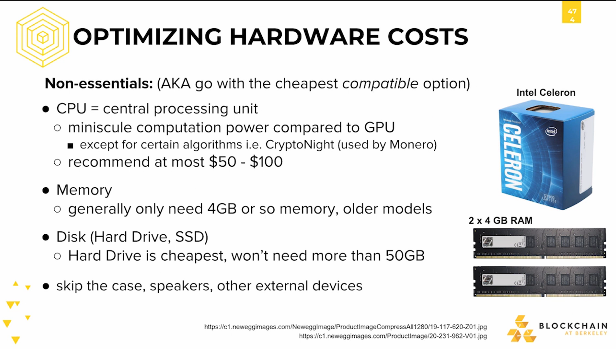 47
4
OPTIMIZING HARDWARE COSTS
Non-essentials: (AKA go with the cheapest compatible option)
● CPU = central processing unit
○ miniscule computation power compared to GPU
■ except for certain algorithms i.e. CryptoNight (used by Monero)
○ recommend at most $50 - $100
● Memory
○ generally only need 4GB or so memory, older models
● Disk (Hard Drive, SSD)
○ Hard Drive is cheapest, won't need more than 50GB
● skip the case, speakers, other external devices
Intel Celeron
CELERON
2 x 4 GB RAM
https://c1.neweggimages.com/NeweggImage/ProductImageCompressAll1280/19-117-620-Z01.jpg
https://c1.neweggimages.com/ProductImage/20-231-962-V01.jpg
BLOCKCHAIN
AT BERKELEY